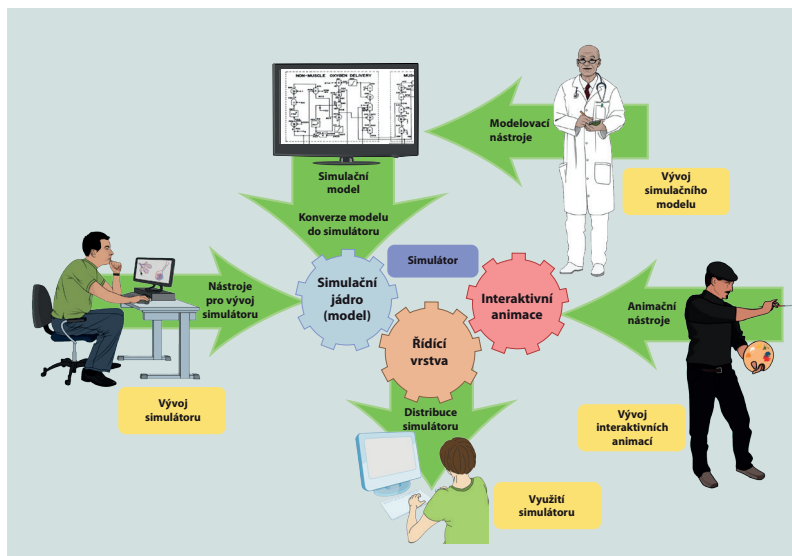 NON-MUSCLE OXYGEN DELIVERY
Modelovací
nástroje
Vývoj
simulačního
modelu
Simulační
model
Konverze modelu
do simulátoru
Simulátor
Nástroje
pro vývoj
simulátoru
Simulační
jádro
(model)
Interaktivní
animace
Animační
nástroje
Řídící
vrstva
Vývoj
simulátoru
Distribuce
simulátoru
Vývoj
interaktivních
animací
Využití
simulátoru